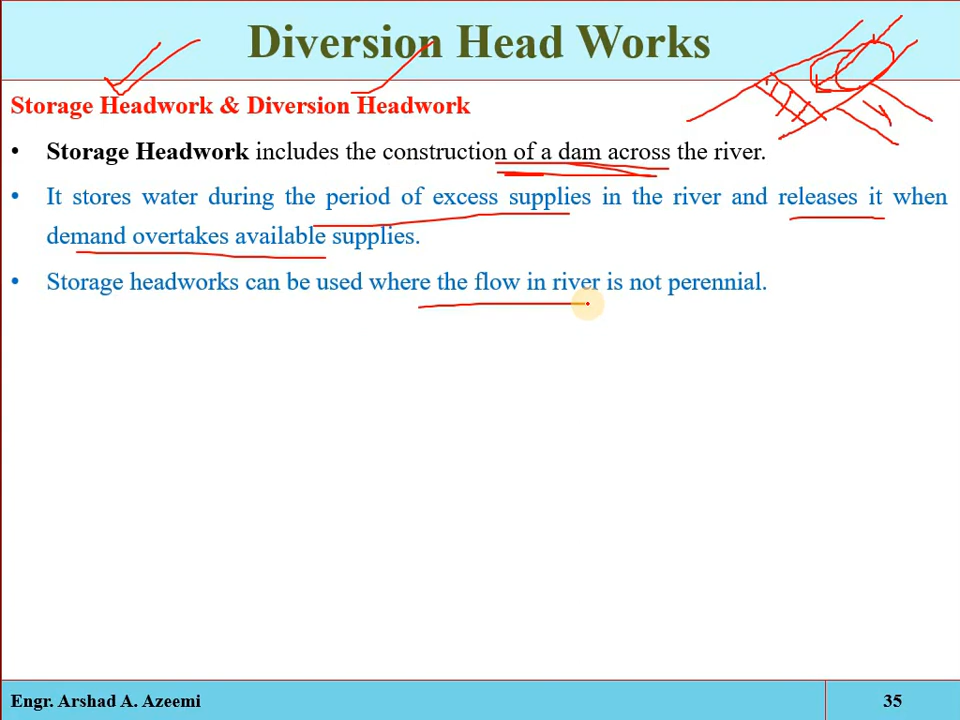 Diversion Head Works
Storage Headwork & Diversion Headwork
• Storage Headwork includes the construction of a dam across the river.
• It stores water during the period of excess supplies in the river and releases it when
demand overtakes available supplies.
• Storage headworks can be used where the flow in river is not perennial.
Engr. Arshad A. Azeemi 35